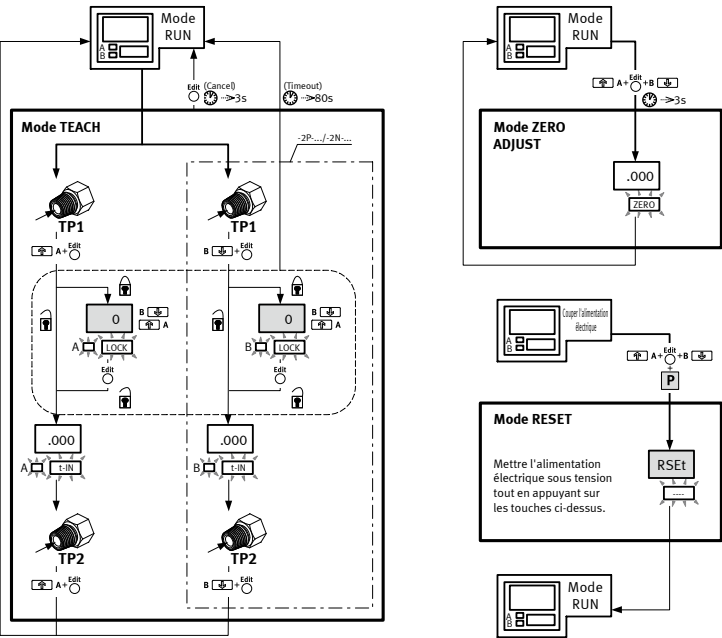 Mode
RUN
A
B
Edit (Cancel)
->3s
(Timeout)
->80s
Mode TEACH
-2P-.../-2N-...
TP1
TP1
A+Edit
B+Edit
0
B
A
A LOCK
Edit
0
B
A
B LOCK
Edit
.000
A t-IN
.000
B t-IN
TP2
TP2
A+Edit
B+Edit
Mode
RUN
A
B
A+Edit+B
->3s
Mode ZERO
ADJUST
.000
ZERO
Couper l'alimentation
électrique
A
B
A+Edit+B
+
P
Mode RESET
Mettre l'alimentation
électrique sous tension
tout en appuyant sur
les touches ci-dessus.
RSEt
----
Mode
RUN
A
B